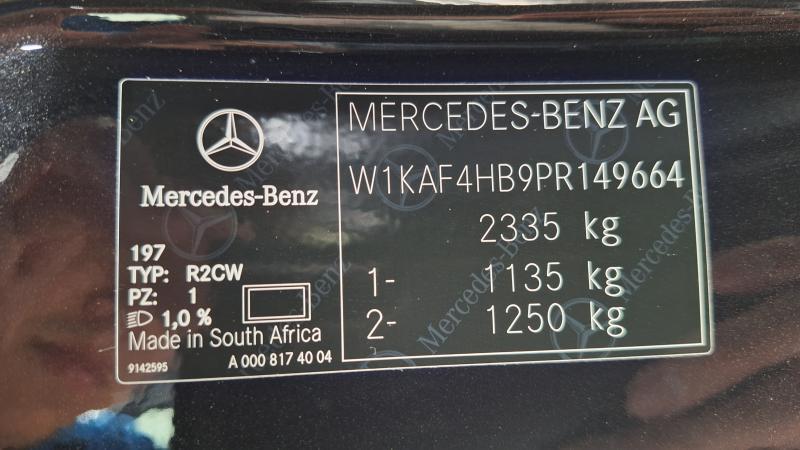 Mercedes-Benz
197
TYP: R2CW
PZ: 1
1,0 %
Made in South Africa
9142595
A 000 817 40 04
MERCEDES-BENZ AG
W1KAF4HB9PR149664
2335 kg
1- 1135 kg
2- 1250 kg